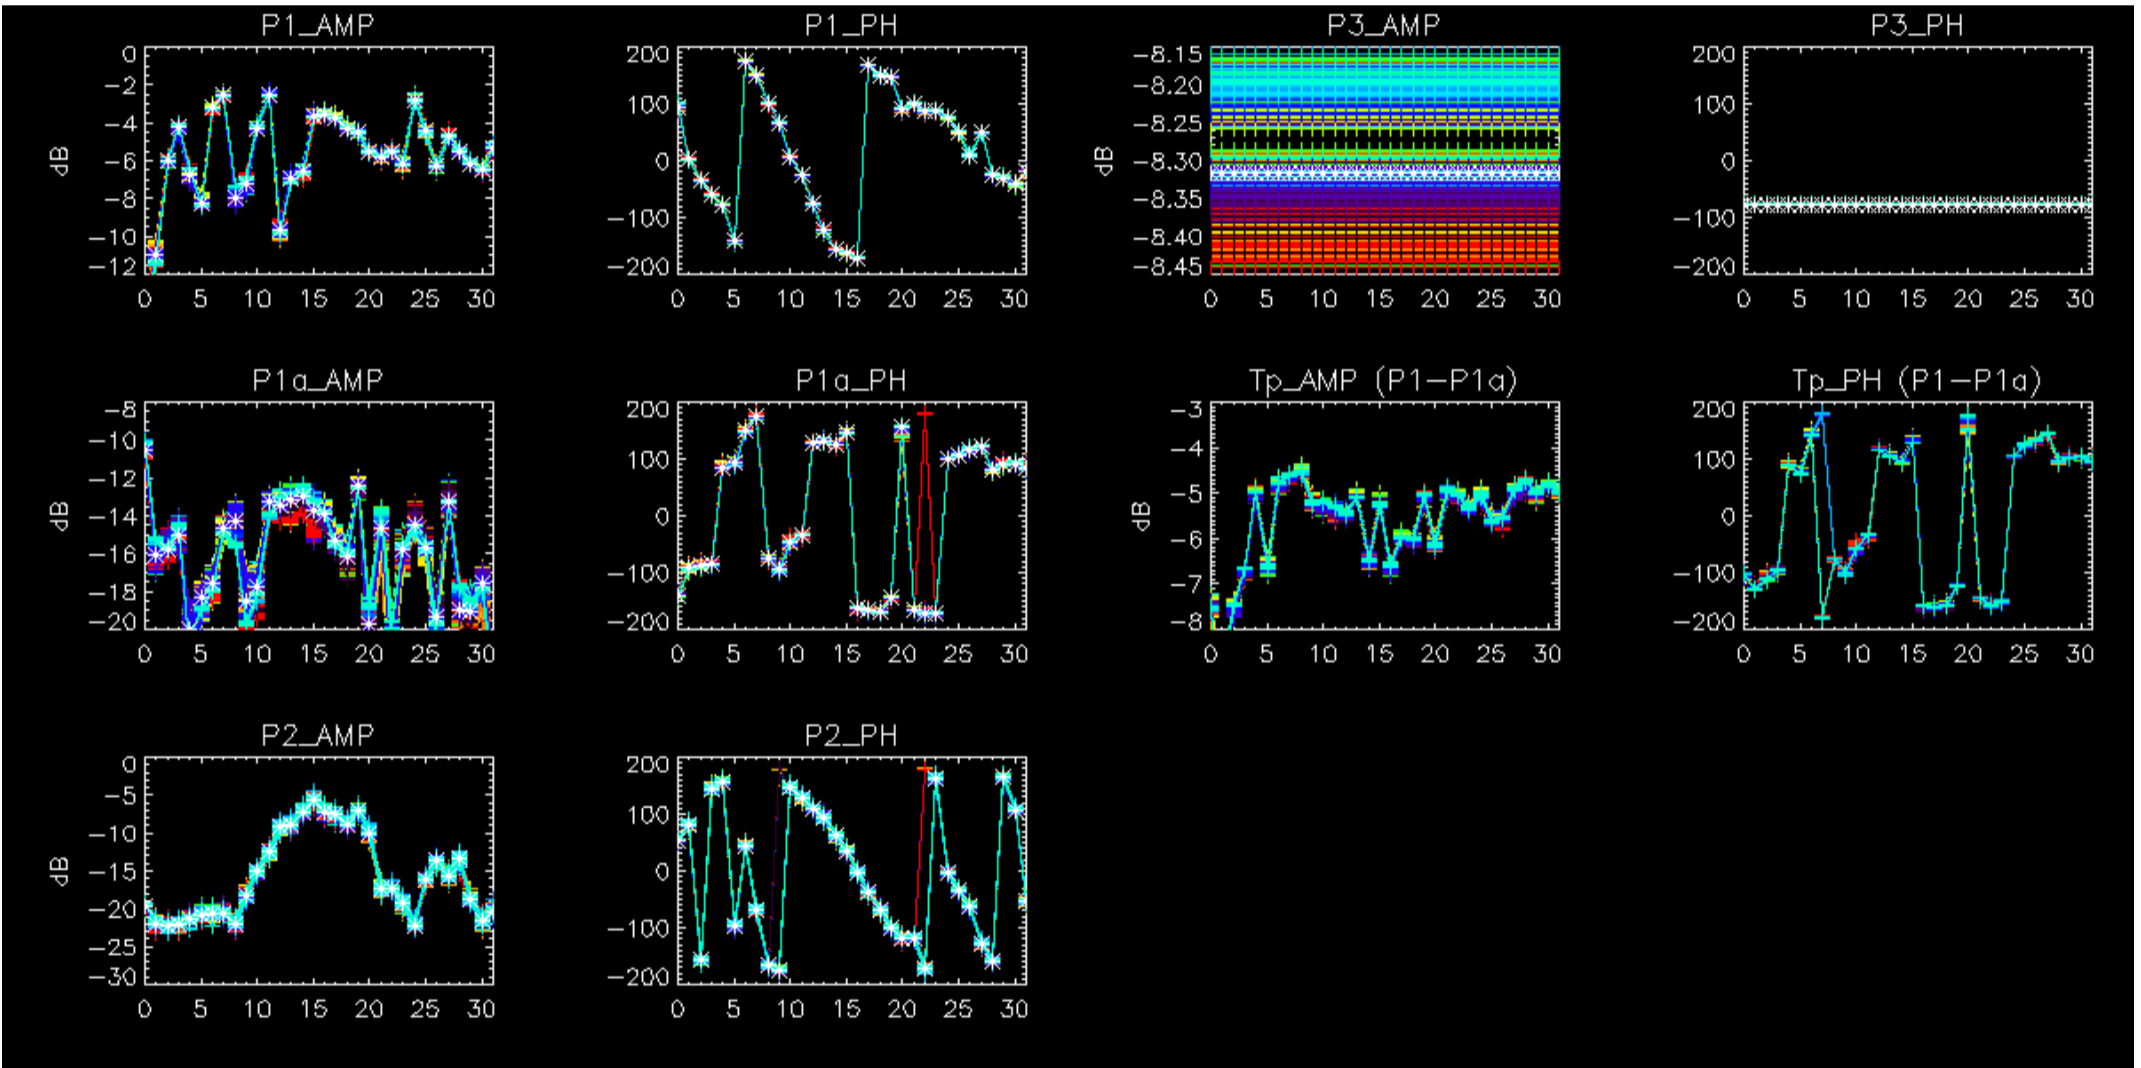 P1_AMP
P1_PH
P3_AMP
P3_PH
0
-2
-4
-6
-8
-10
-12
dB
0 5 10 15 20 25 30
200
100
0
-100
-200
0 5 10 15 20 25 30
-8.15
-8.20
-8.25
-8.30
-8.35
-8.40
-8.45
dB
0 5 10 15 20 25 30
200
100
0
-100
-200
0 5 10 15 20 25 30
P1a_AMP
P1a_PH
Tp_AMP (P1-P1a)
Tp_PH (P1-P1a)
-8
-10
-12
-14
-16
-18
-20
dB
0 5 10 15 20 25 30
200
100
0
-100
-200
0 5 10 15 20 25 30
-3
-4
-5
-6
-7
-8
dB
0 5 10 15 20 25 30
200
100
0
-100
-200
0 5 10 15 20 25 30
P2_AMP
P2_PH
0
-5
-10
-15
-20
-25
-30
dB
0 5 10 15 20 25 30
200
100
0
-100
-200
0 5 10 15 20 25 30